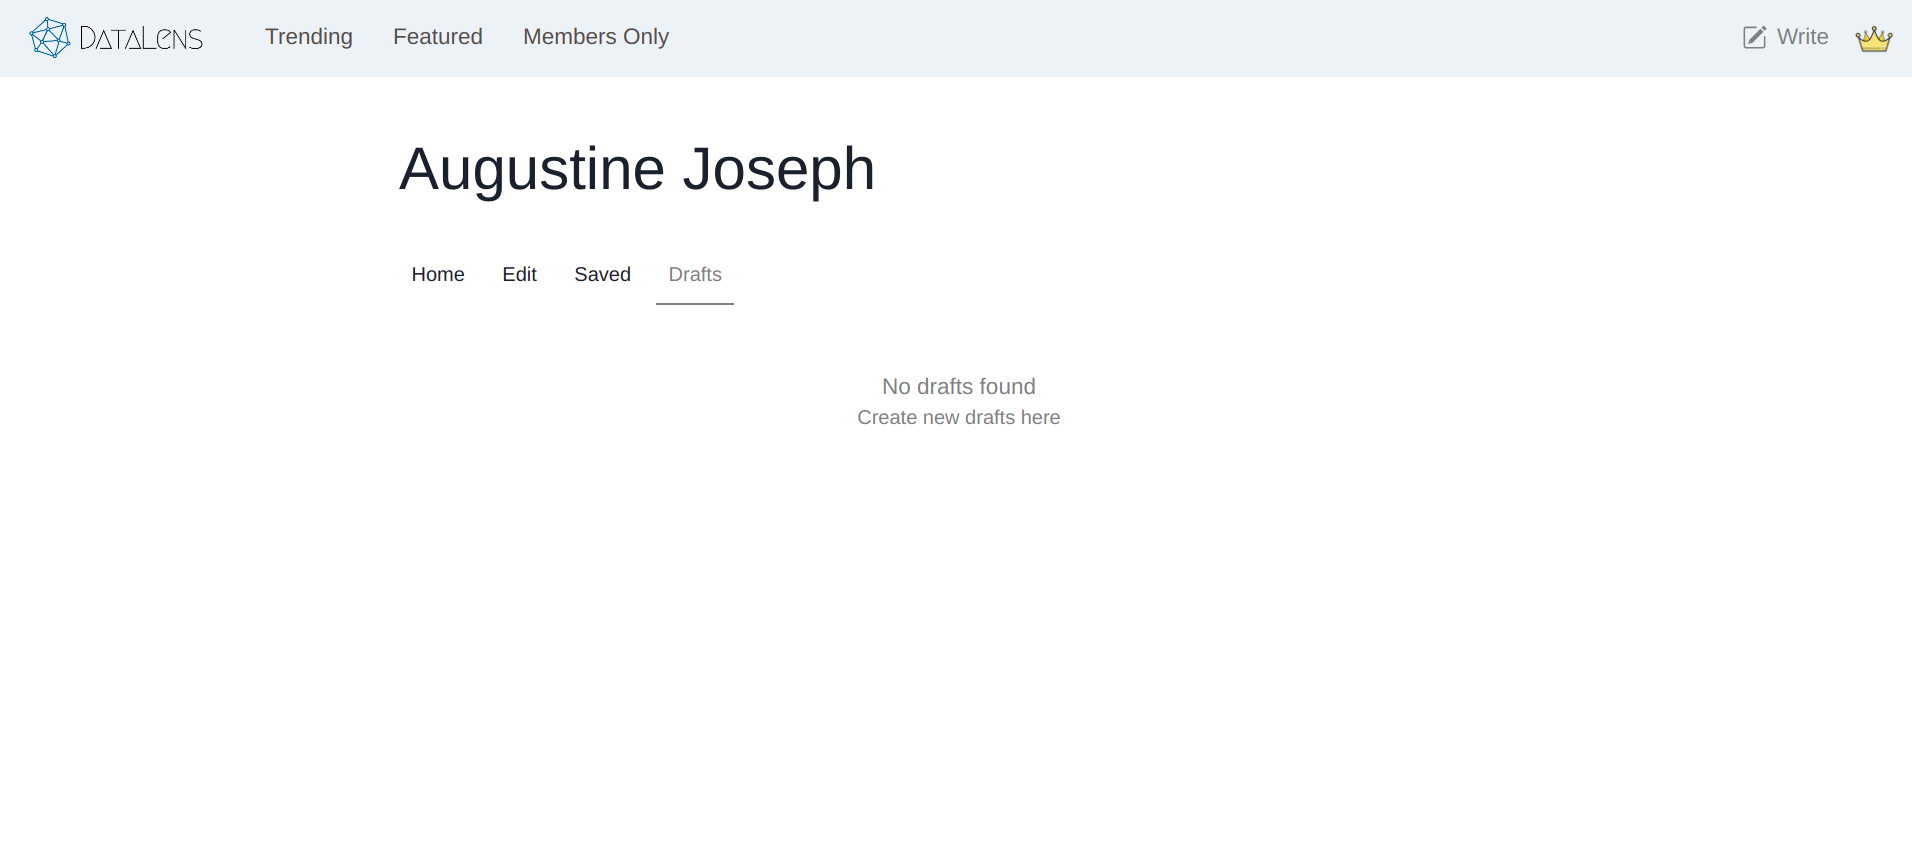 DATALENS
Trending Featured Members Only Write
Augustine Joseph
Home Edit Saved Drafts
No drafts found
Create new drafts here